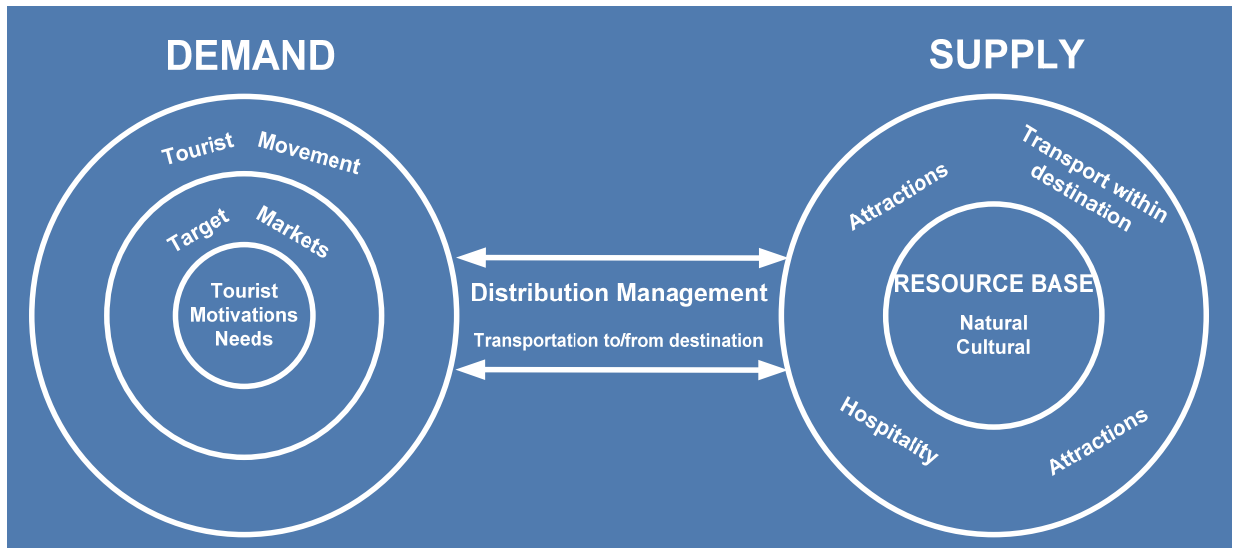 DEMAND
Tourist Movement
Target Markets
Tourist
Motivations
Needs
Distribution Management
Transportation to/from destination
SUPPLY
Attractions
Transport within
destination
RESOURCE BASE
Natural
Cultural
Hospitality
Attractions